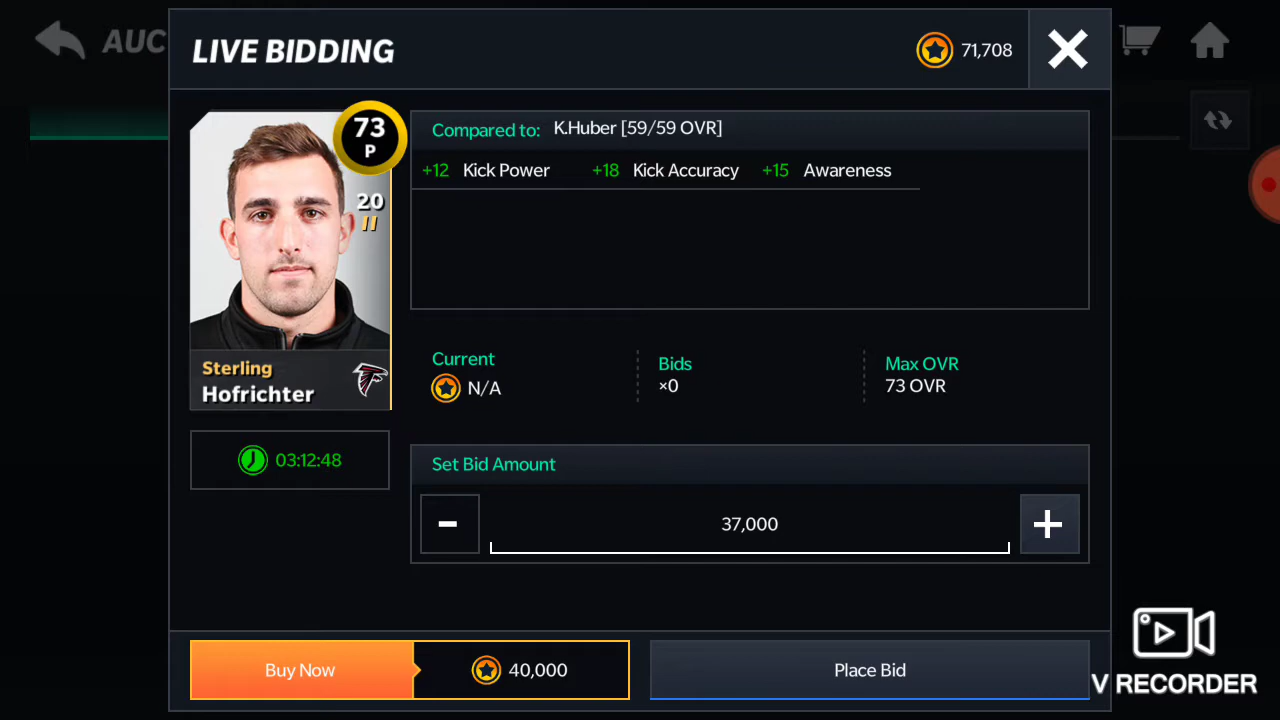 AUC
LIVE BIDDING
71,708
73
P
20
II
Sterling
Hofrichter
03:12:48
Compared to: K.Huber [59/59 OVR]
+12 Kick Power +18 Kick Accuracy +15 Awareness
Current
N/A
Bids
×0
Max OVR
73 OVR
Set Bid Amount
- 37,000 +
Buy Now
40,000
Place Bid
V RECORDER